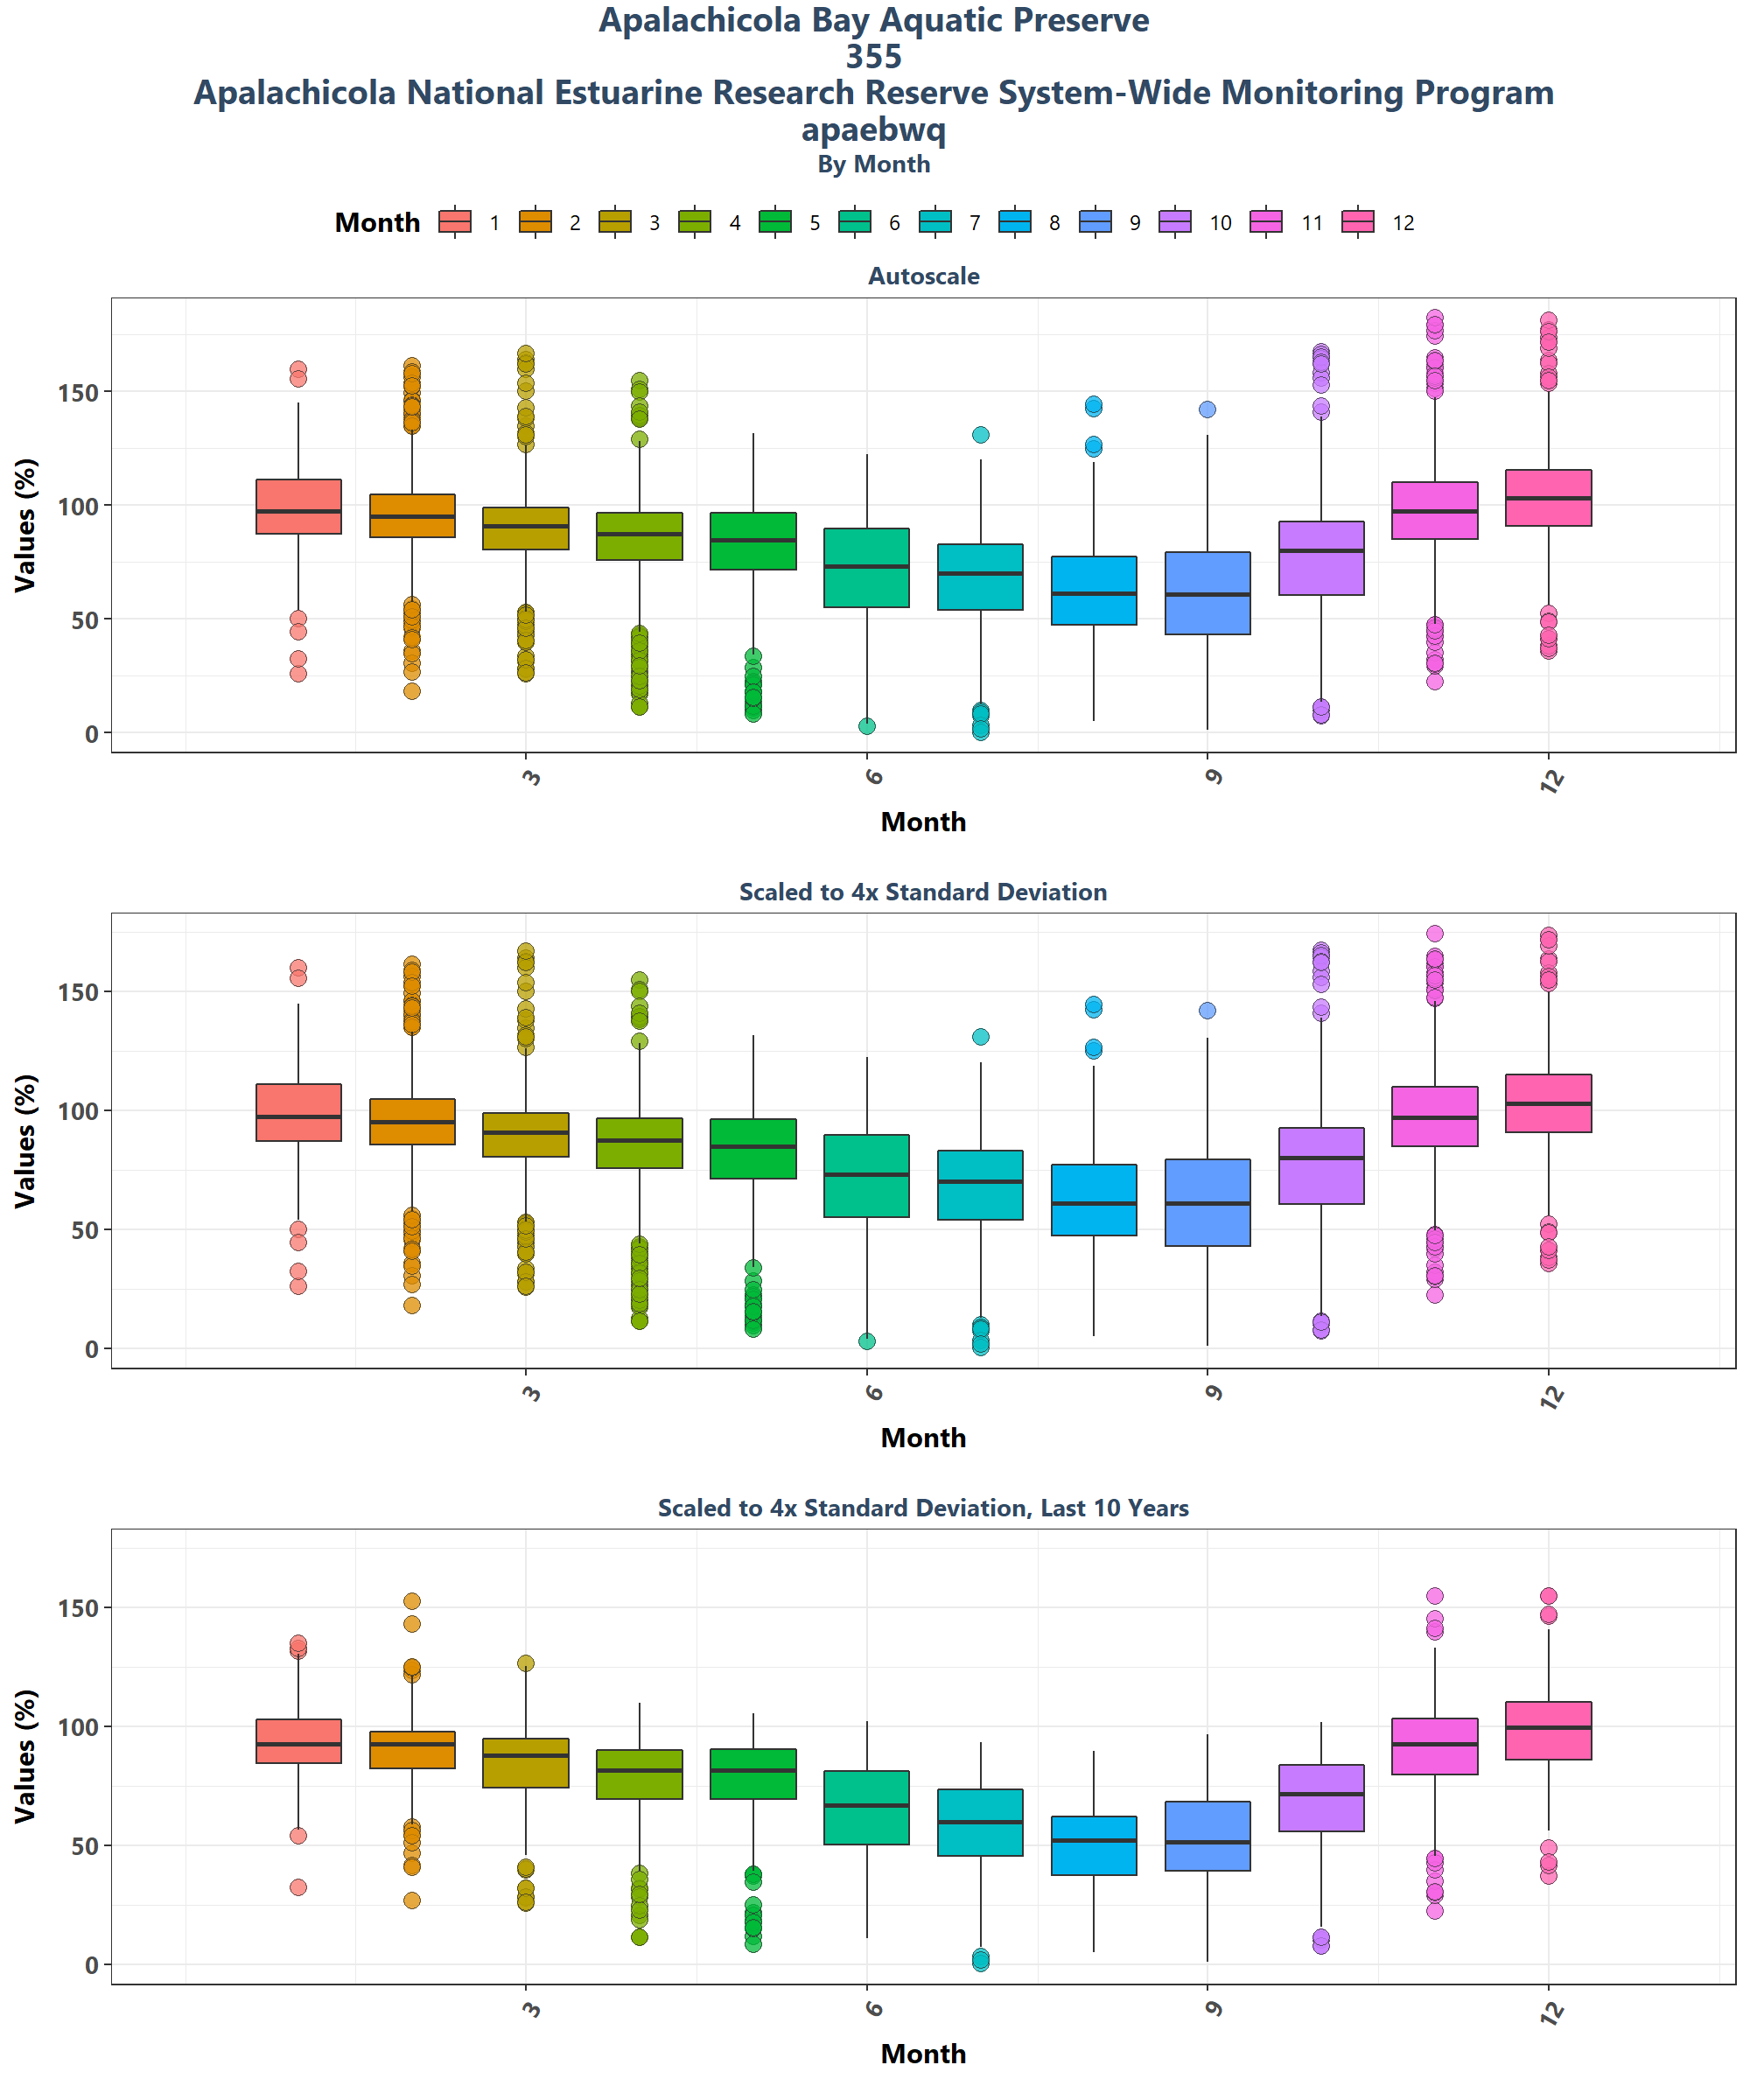 Apalachicola Bay Aquatic Preserve
355
Apalachicola National Estuarine Research Reserve System-Wide Monitoring Program
apaebwq
By Month
Month 1 2 3 4 5 6 7 8 9 10 11 12
Autoscale
Values (%)
150
100
50
0
3 6 9 12
Month
Scaled to 4x Standard Deviation
Values (%)
150
100
50
0
3 6 9 12
Month
Scaled to 4x Standard Deviation, Last 10 Years
Values (%)
150
100
50
0
3 6 9 12
Month